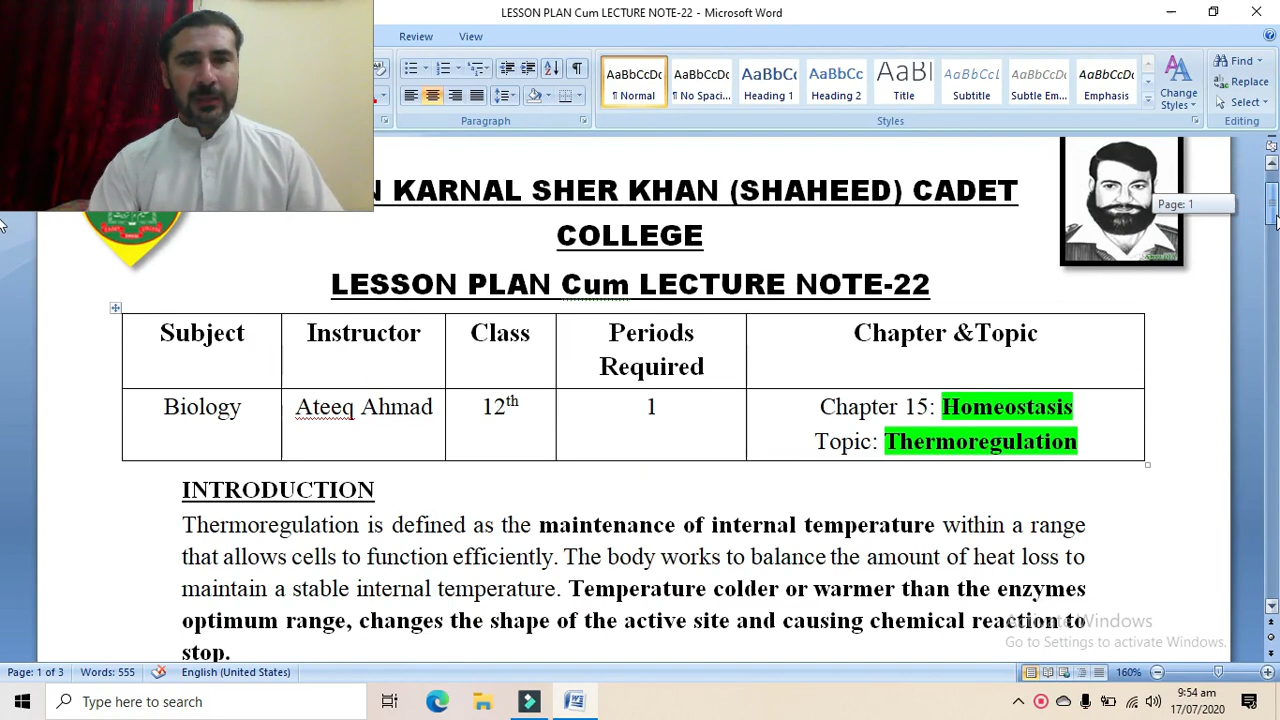 LESSON PLAN Cum LECTURE NOTE-22 - Microsoft Word
Review View
AaBbCcDc AaBbCcDc AaBbC AaBbCc AaBl AaBbCcL AaBbCcDc AaBbCcDc
¶ Normal ¶ No Spaci... Heading 1 Heading 2 Title Subtitle Subtle Em... Emphasis
Change Styles
Find
Replace
Select
Paragraph Styles Editing
KARNAL SHER KHAN (SHAHEED) CADET
COLLEGE
LESSON PLAN Cum LECTURE NOTE-22
Page: 1
Subject Instructor Class Periods Required Chapter &Topic
Biology Ateeq Ahmad 12th 1 Chapter 15: Homeostasis
Topic: Thermoregulation
INTRODUCTION
Thermoregulation is defined as the maintenance of internal temperature within a range
that allows cells to function efficiently. The body works to balance the amount of heat loss to
maintain a stable internal temperature. Temperature colder or warmer than the enzymes
optimum range, changes the shape of the active site and causing chemical reaction to
stop.
Activate Windows
Go to Settings to activate Windows.
Page: 1 of 3 Words: 555 English (United States) 160%
Type here to search
9:54 am
17/07/2020